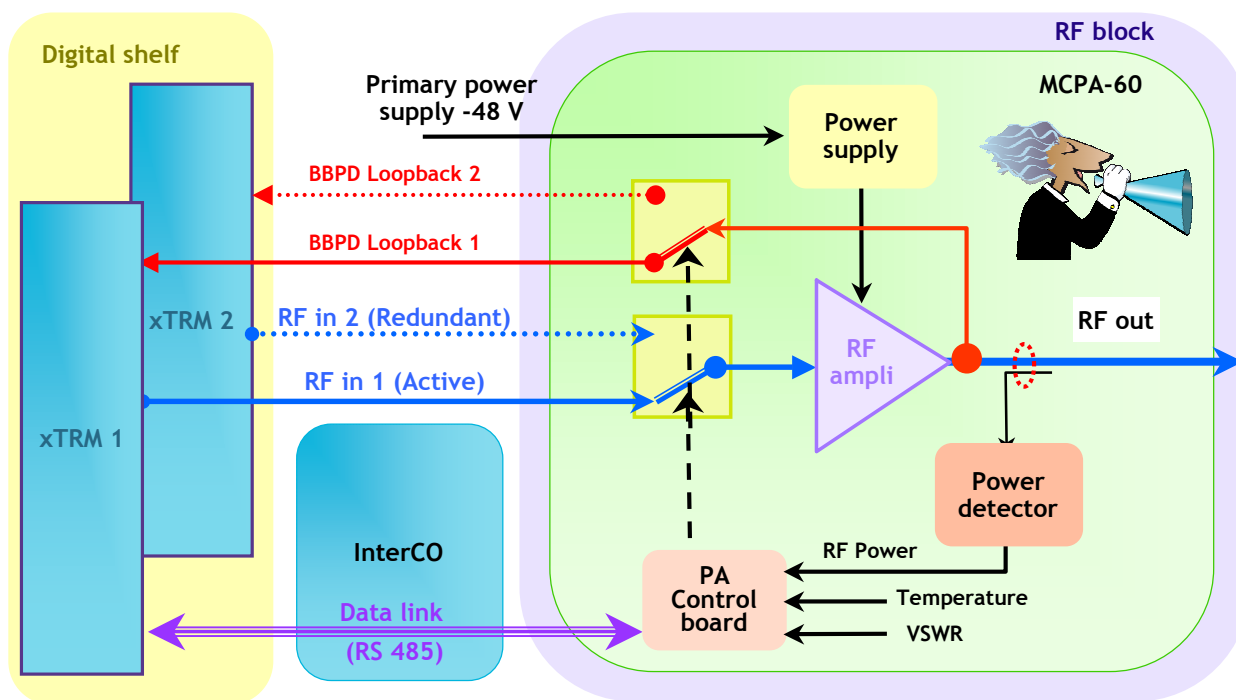 RF block
Digital shelf
MCPA-60
Primary power
supply -48 V
Power
supply
BBPD Loopback 2
BBPD Loopback 1
xTRM 2
RF in 2 (Redundant)
RF out
RF
ampli
RF in 1 (Active)
xTRM 1
Power
detector
InterCO
RF Power
PA
Control
board
Temperature
Data link
VSWR
(RS 485)